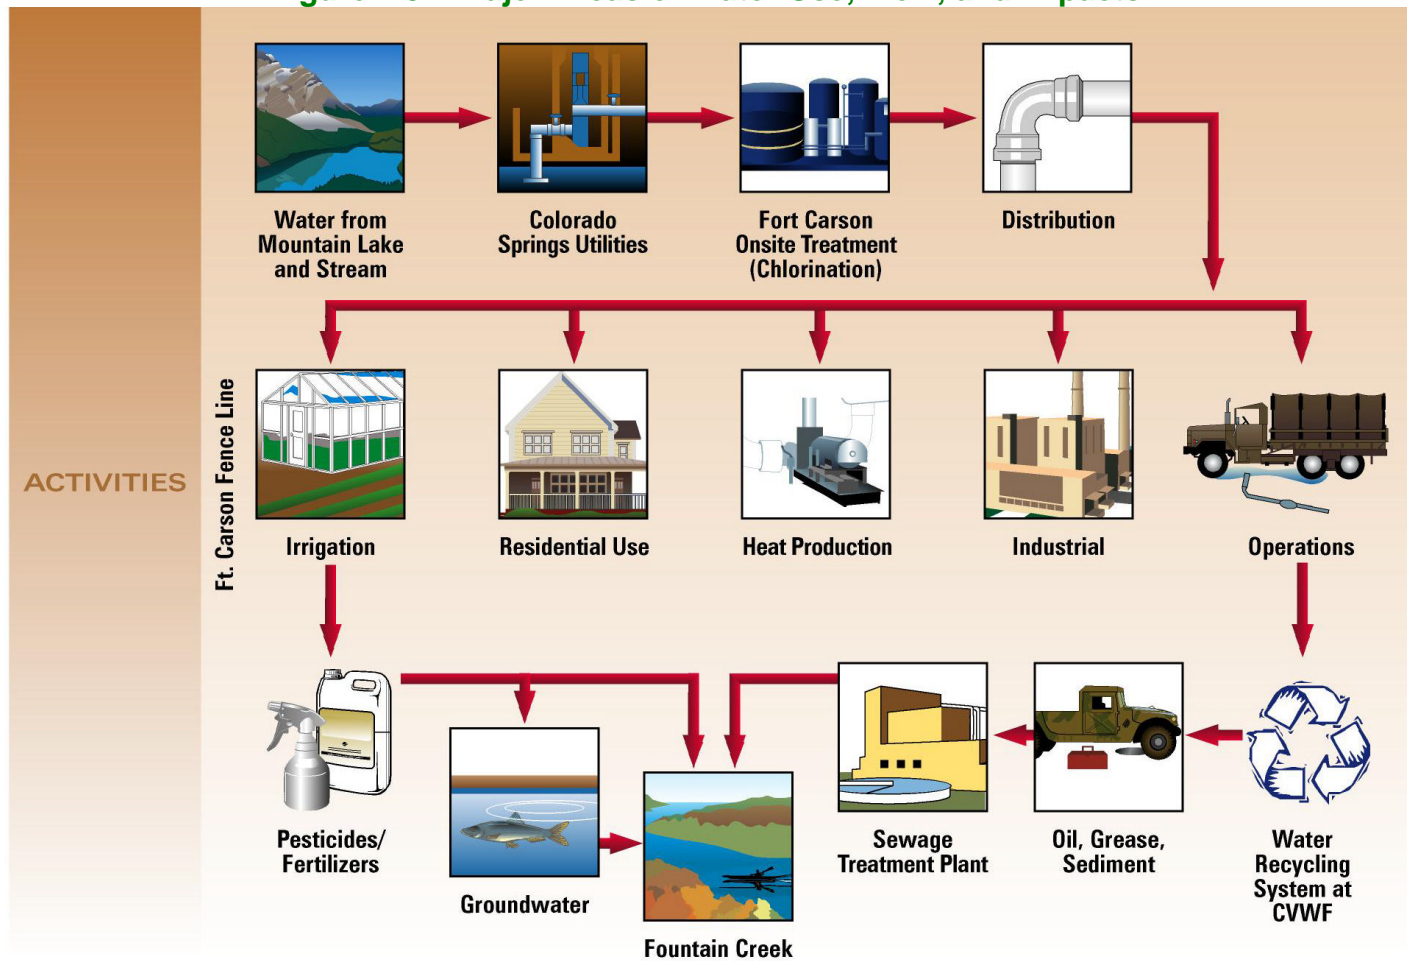 Water from
Mountain Lake
and Stream
Colorado
Springs Utilities
Fort Carson
Onsite Treatment
(Chlorination)
Distribution
Ft. Carson Fence Line
ACTIVITIES
Irrigation
Residential Use
Heat Production
Industrial
Operations
Pesticides/
Fertilizers
Groundwater
Fountain Creek
Sewage
Treatment Plant
Oil, Grease,
Sediment
Water
Recycling
System at
CVWF